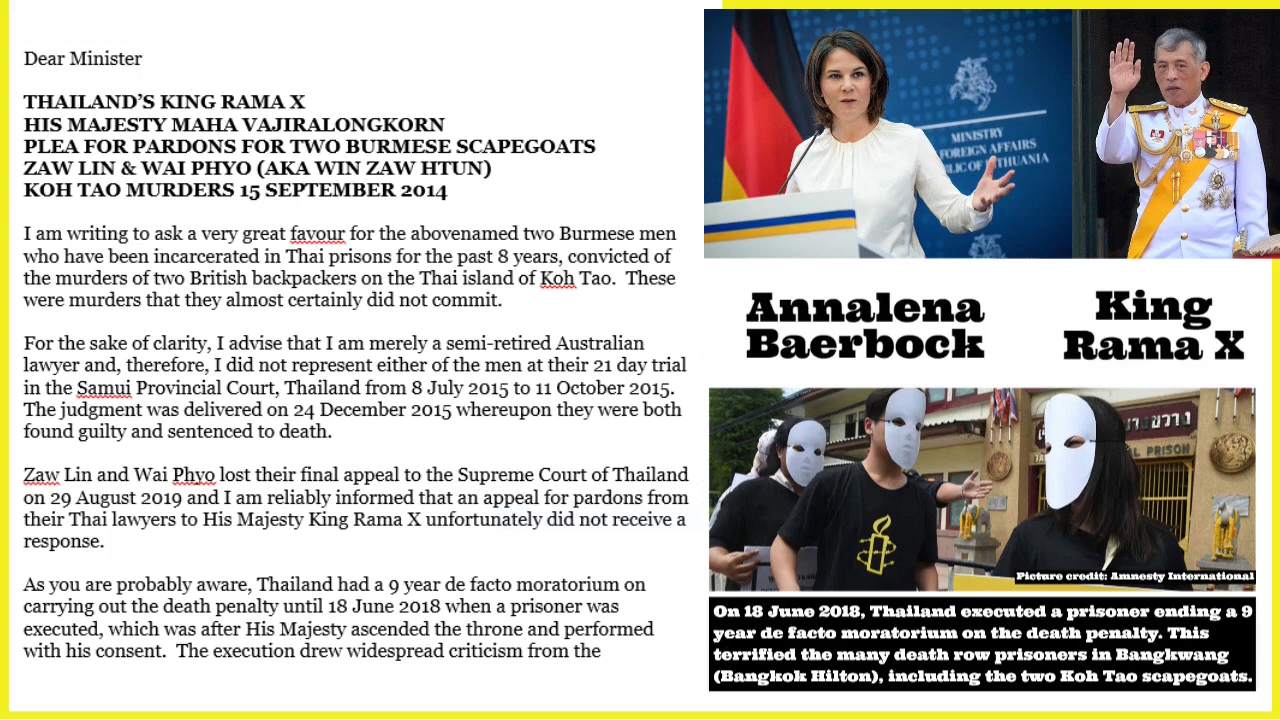 Dear Minister
THAILAND'S KING RAMA X
HIS MAJESTY MAHA VAJIRALONGKORN
PLEA FOR PARDONS FOR TWO BURMESE SCAPEGOATS
ZAW LIN & WAI PHYO (AKA WIN ZAW HTUN)
KOH TAO MURDERS 15 SEPTEMBER 2014
I am writing to ask a very great favour for the abovenamed two Burmese men
who have been incarcerated in Thai prisons for the past 8 years, convicted of
the murders of two British backpackers on the Thai island of Koh Tao.  These
were murders that they almost certainly did not commit.
For the sake of clarity, I advise that I am merely a semi-retired Australian
lawyer and, therefore, I did not represent either of the men at their 21 day trial
in the Samui Provincial Court, Thailand from 8 July 2015 to 11 October 2015.
The judgment was delivered on 24 December 2015 whereupon they were both
found guilty and sentenced to death.
Zaw Lin and Wai Phyo lost their final appeal to the Supreme Court of Thailand
on 29 August 2019 and I am reliably informed that an appeal for pardons from
their Thai lawyers to His Majesty King Rama X unfortunately did not receive a
response.
As you are probably aware, Thailand had a 9 year de facto moratorium on
carrying out the death penalty until 18 June 2018 when a prisoner was
executed, which was after His Majesty ascended the throne and performed
with his consent.  The execution drew widespread criticism from the
MINISTRY
FOREIGN AFFAIRS
LITHUANIA
Annalena
Baerbock
King
Rama X
PRISON
Picture credit: Amnesty International
On 18 June 2018, Thailand executed a prisoner ending a 9
year de facto moratorium on the death penalty. This
terrified the many death row prisoners in Bangkwang
(Bangkok Hilton), including the two Koh Tao scapegoats.